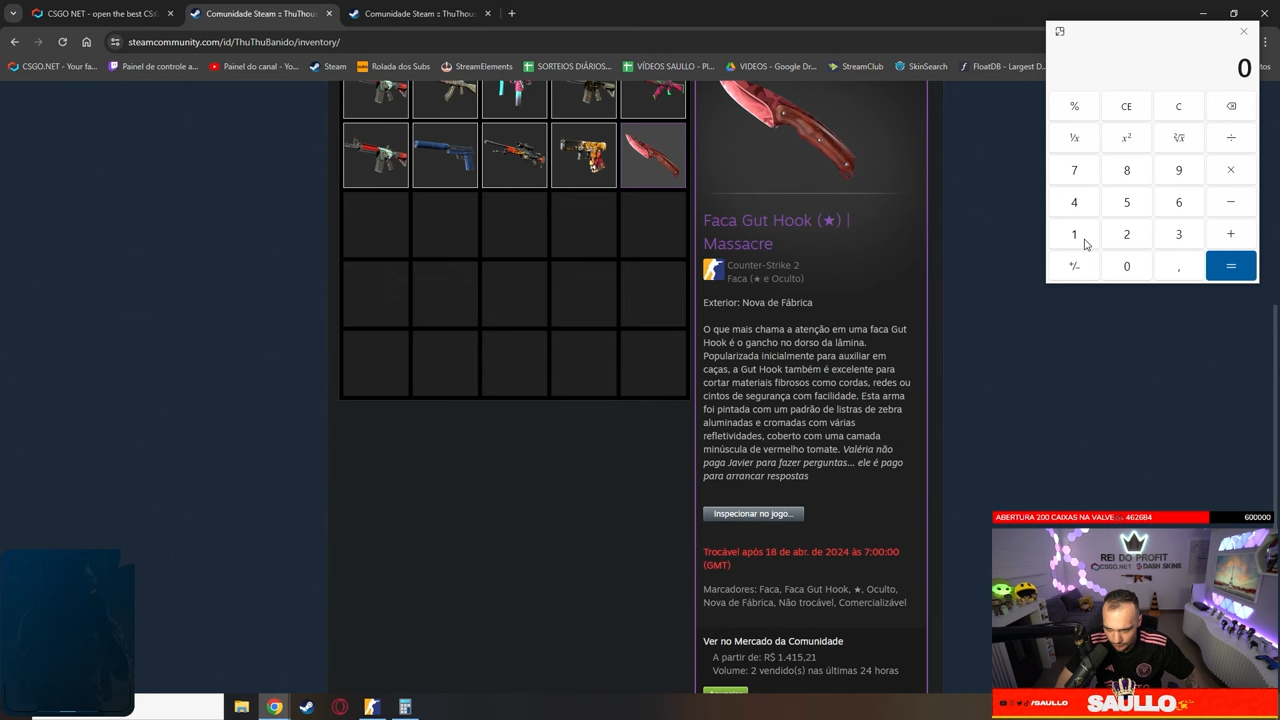 CSGO NET - open the best CS:
Comunidade Steam :: ThuThous
Comunidade Steam :: ThuThous
steamcommunity.com/id/ThuThuBanido/inventory/
CSGO.NET - Your fa...
Painel de controle a...
Painel do canal - Yo...
Steam
Rolada dos Subs
StreamElements
SORTEIOS DIÁRIOS...
VÍDEOS SAULLO - Pl...
VIDEOS - Google Dr...
StreamClub
SkinSearch
FloatDB - Largest D...
0
% CE C
¹/x x² ²√x ÷
7 8 9 ×
4 5 6 −
1 2 3 +
+/− 0 , =
Faca Gut Hook (★) |
Massacre
Counter-Strike 2
Faca (★ e Oculto)
Exterior: Nova de Fábrica
O que mais chama a atenção em uma faca Gut
Hook é o gancho no dorso da lâmina.
Popularizada inicialmente para auxiliar em
caças, a Gut Hook também é excelente para
cortar materiais fibrosos como cordas, redes ou
cintos de segurança com facilidade. Esta arma
foi pintada com um padrão de listras de zebra
aluminadas e cromadas com várias
refletividades, coberto com uma camada
minúscula de vermelho tomate. Valéria não
paga Javier para fazer perguntas... ele é pago
para arrancar respostas
Inspecionar no jogo...
Trocável após 18 de abr. de 2024 às 7:00:00
(GMT)
Marcadores: Faca, Faca Gut Hook, ★, Oculto,
Nova de Fábrica, Não trocável, Comercializável
Ver no Mercado da Comunidade
A partir de: R$ 1.415,21
Volume: 2 vendido(s) nas últimas 24 horas
ABERTURA 200 CAIXAS NA VALVE 462684
600000
REI DO PROFIT
CSGO.NET DASH SKINS
/SAULLO
SAULLO